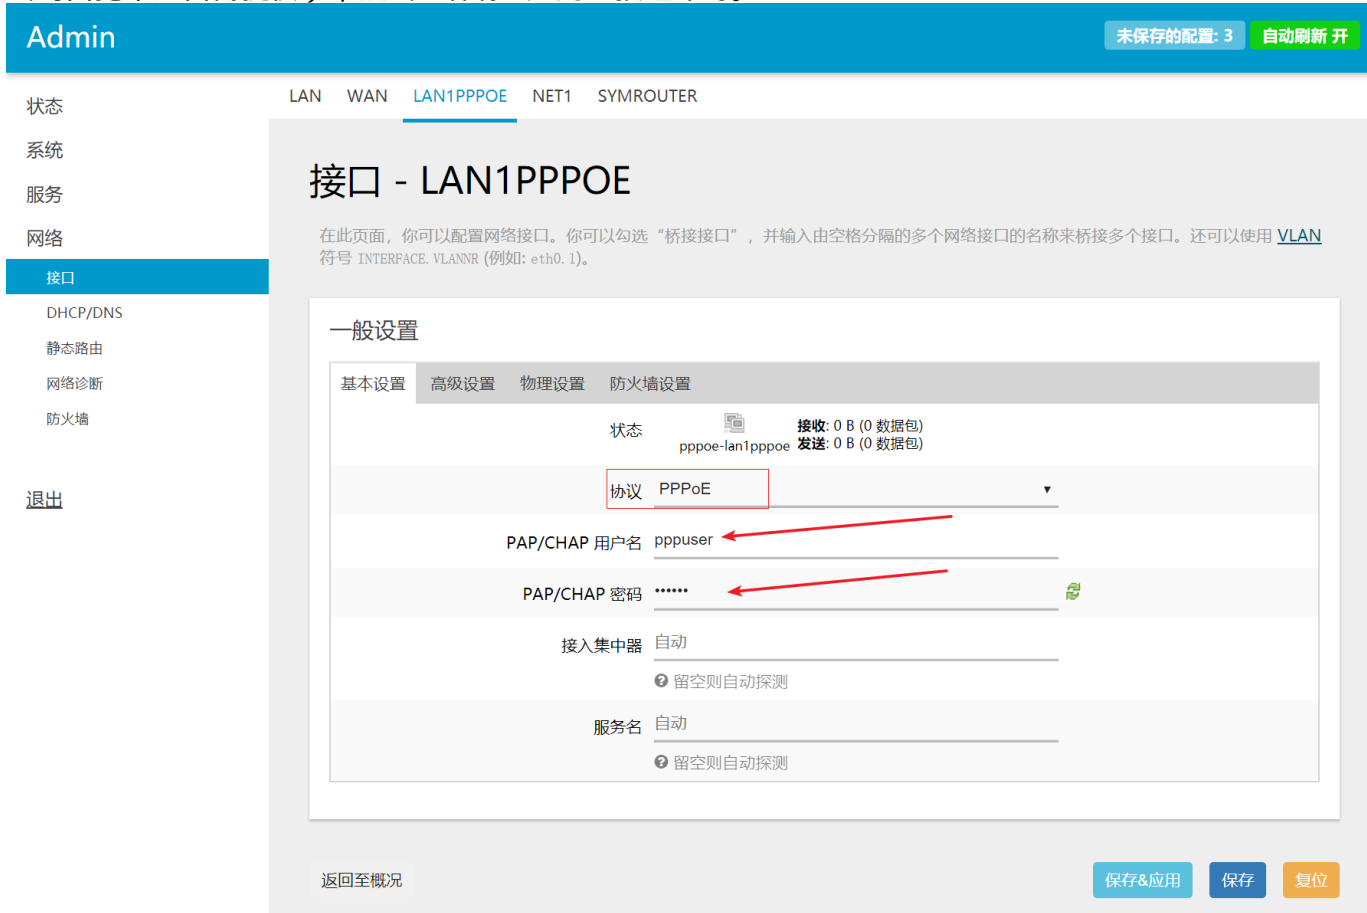 Admin
未保存的配置: 3
自动刷新 开
状态
系统
服务
网络
接口
DHCP/DNS
静态路由
网络诊断
防火墙
退出
LAN WAN LAN1PPPOE NET1 SYMROUTER
接口 - LAN1PPPOE
在此页面，你可以配置网络接口。你可以勾选“桥接接口”，并输入由空格分隔的多个网络接口的名称来桥接多个接口。还可以使用 VLAN
符号 INTERFACE.VLANNR (例如: eth0.1)。
一般设置
基本设置 高级设置 物理设置 防火墙设置
状态
pppoe-lan1pppoe
接收: 0 B (0 数据包)
发送: 0 B (0 数据包)
协议 PPPoE
PAP/CHAP 用户名 pppuser
PAP/CHAP 密码 ••••••
接入集中器 自动
留空则自动探测
服务名 自动
留空则自动探测
返回至概况
保存&应用
保存
复位